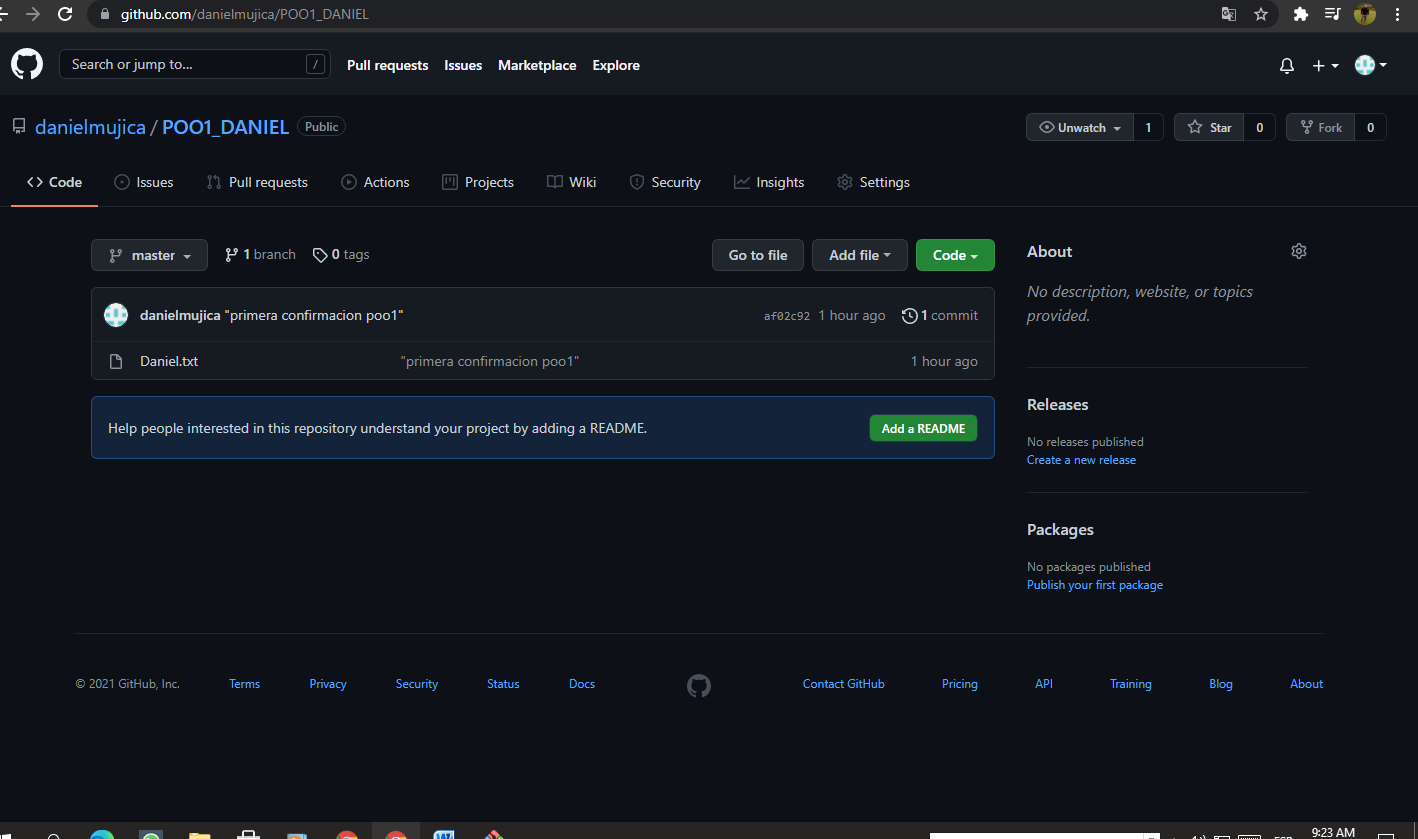 github.com/danielmujica/POO1_DANIEL
Search or jump to... /
Pull requests Issues Marketplace Explore
danielmujica / POO1_DANIEL Public
Unwatch 1 Star 0 Fork 0
Code Issues Pull requests Actions Projects Wiki Security Insights Settings
master 1 branch 0 tags Go to file Add file Code
danielmujica "primera confirmacion poo1" af02c92 1 hour ago 1 commit
Daniel.txt "primera confirmacion poo1" 1 hour ago
Help people interested in this repository understand your project by adding a README. Add a README
About
No description, website, or topics
provided.
Releases
No releases published
Create a new release
Packages
No packages published
Publish your first package
© 2021 GitHub, Inc. Terms Privacy Security Status Docs Contact GitHub Pricing API Training Blog About
9:23 AM